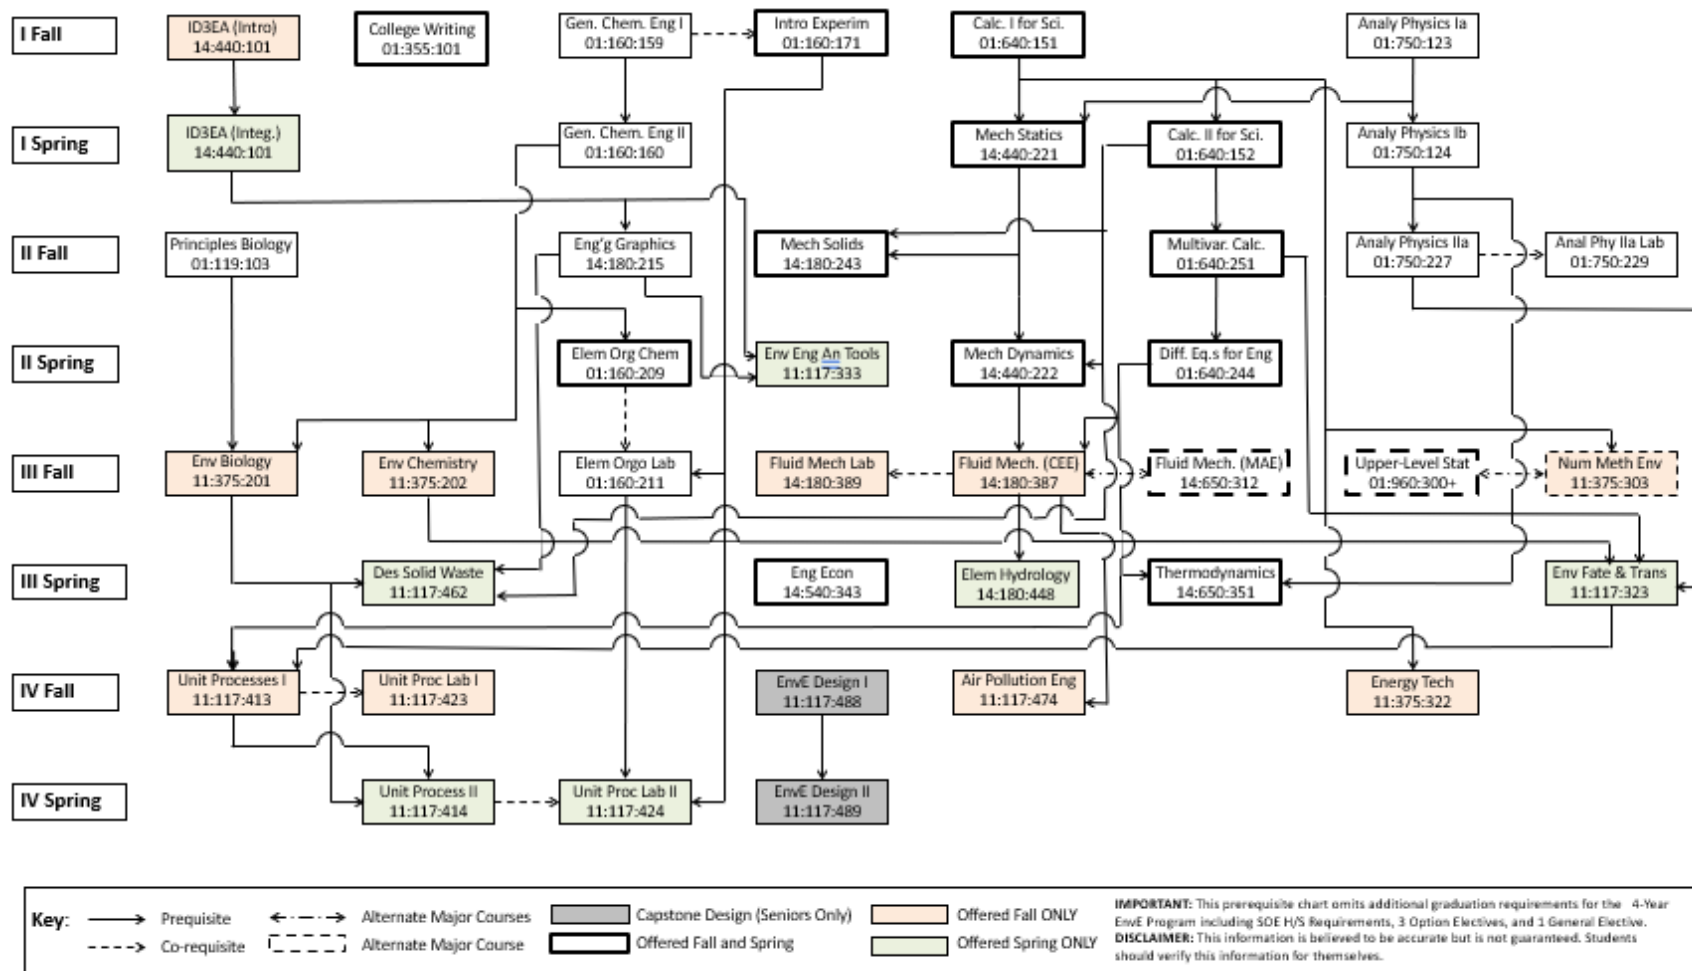 I Fall
ID3EA (Intro)
14:440:101
College Writing
01:355:101
Gen. Chem. Eng I
01:160:159
Intro Experim
01:160:171
Calc. I for Sci.
01:640:151
Analy Physics Ia
01:750:123
I Spring
ID3EA (Integ.)
14:440:101
Gen. Chem. Eng II
01:160:160
Mech Statics
14:440:221
Calc. II for Sci.
01:640:152
Analy Physics Ib
01:750:124
II Fall
Principles Biology
01:119:103
Eng'g Graphics
14:180:215
Mech Solids
14:180:243
Multivar. Calc.
01:640:251
Analy Physics IIa
01:750:227
Anal Phy IIa Lab
01:750:229
II Spring
Elem Org Chem
01:160:209
Env Eng An Tools
11:117:333
Mech Dynamics
14:440:222
Diff. Eq.s for Eng
01:640:244
III Fall
Env Biology
11:375:201
Env Chemistry
11:375:202
Elem Orgo Lab
01:160:211
Fluid Mech Lab
14:180:389
Fluid Mech. (CEE)
14:180:387
Fluid Mech. (MAE)
14:650:312
Upper-Level Stat
01:960:300+
Num Meth Env
11:375:303
III Spring
Des Solid Waste
11:117:462
Eng Econ
14:540:343
Elem Hydrology
14:180:448
Thermodynamics
14:650:351
Env Fate & Trans
11:117:323
IV Fall
Unit Processes I
11:117:413
Unit Proc Lab I
11:117:423
EnvE Design I
11:117:488
Air Pollution Eng
11:117:474
Energy Tech
11:375:322
IV Spring
Unit Process II
11:117:414
Unit Proc Lab II
11:117:424
EnvE Design II
11:117:489
Key:
Prequisite
Alternate Major Courses
Capstone Design (Seniors Only)
Offered Fall ONLY
Co-requisite
Alternate Major Course
Offered Fall and Spring
Offered Spring ONLY
IMPORTANT: This prerequisite chart omits additional graduation requirements for the 4-Year
EnvE Program including SOE H/S Requirements, 3 Option Electives, and 1 General Elective.
DISCLAIMER: This information is believed to be accurate but is not guaranteed. Students
should verify this information for themselves.